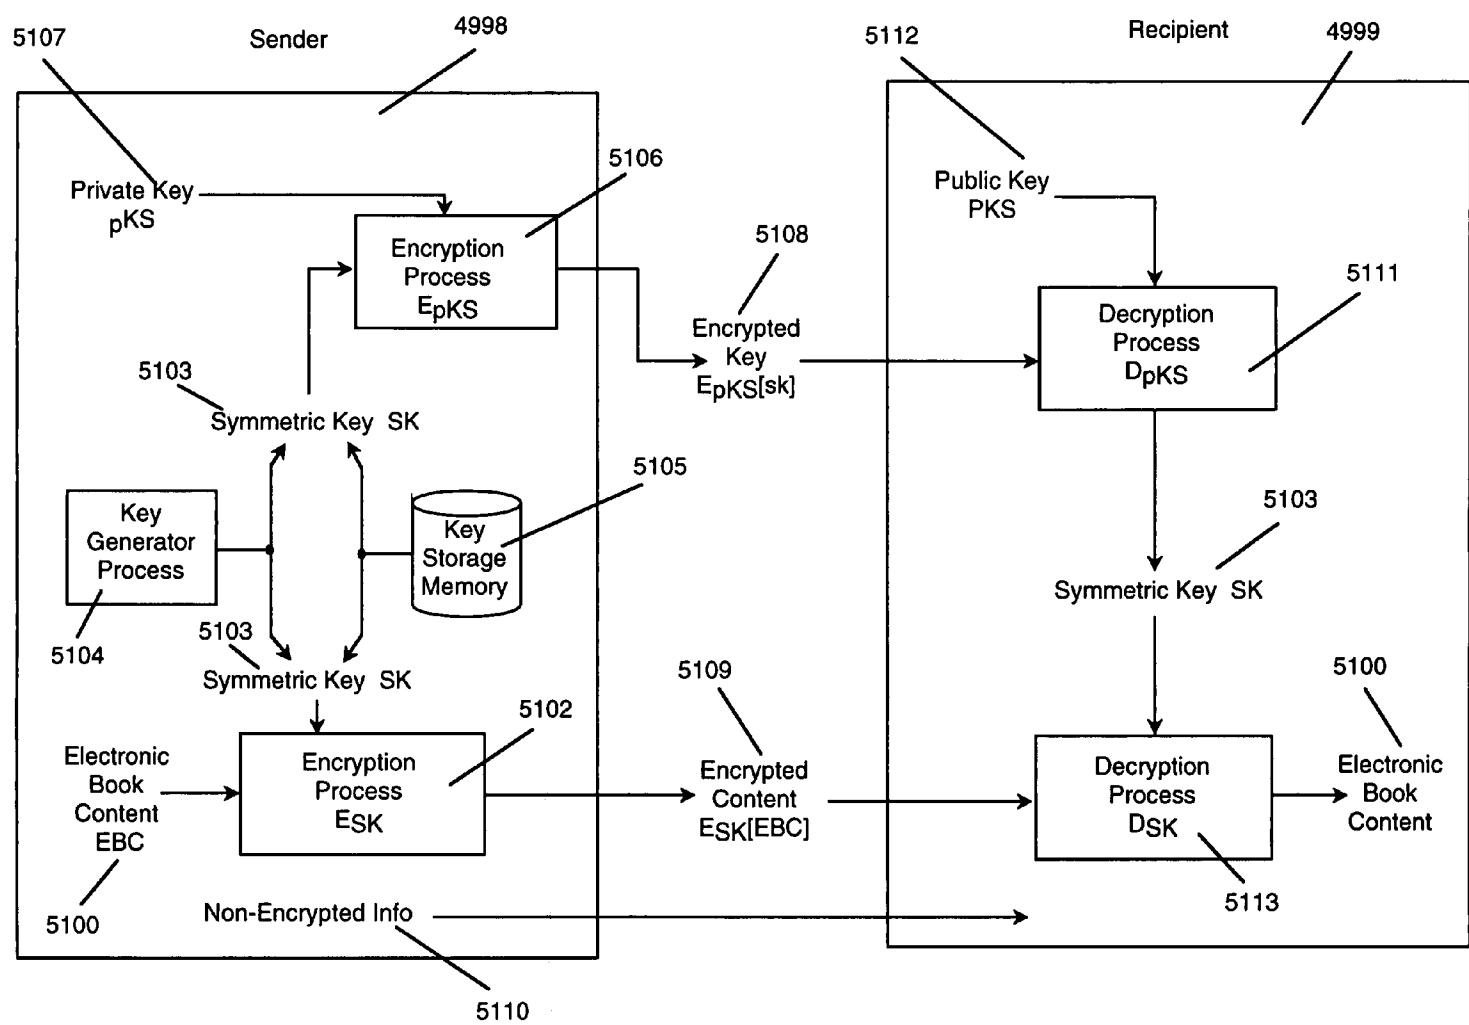 5107
Sender
4998
5112
Recipient
4999
Private Key
pKS
5106
Encryption
Process
EpKS
Public Key
PKS
5108
Encrypted
Key
EpKS[sk]
5111
Decryption
Process
DpKS
5103
Symmetric Key SK
Key
Generator
Process
5104
5105
Key
Storage
Memory
5103
Symmetric Key SK
5103
Symmetric Key SK
5102
Electronic
Book
Content
EBC
5100
Encryption
Process
ESK
5109
Encrypted
Content
ESK[EBC]
Decryption
Process
DSK
5113
5100
Electronic
Book
Content
Non-Encrypted Info
5110